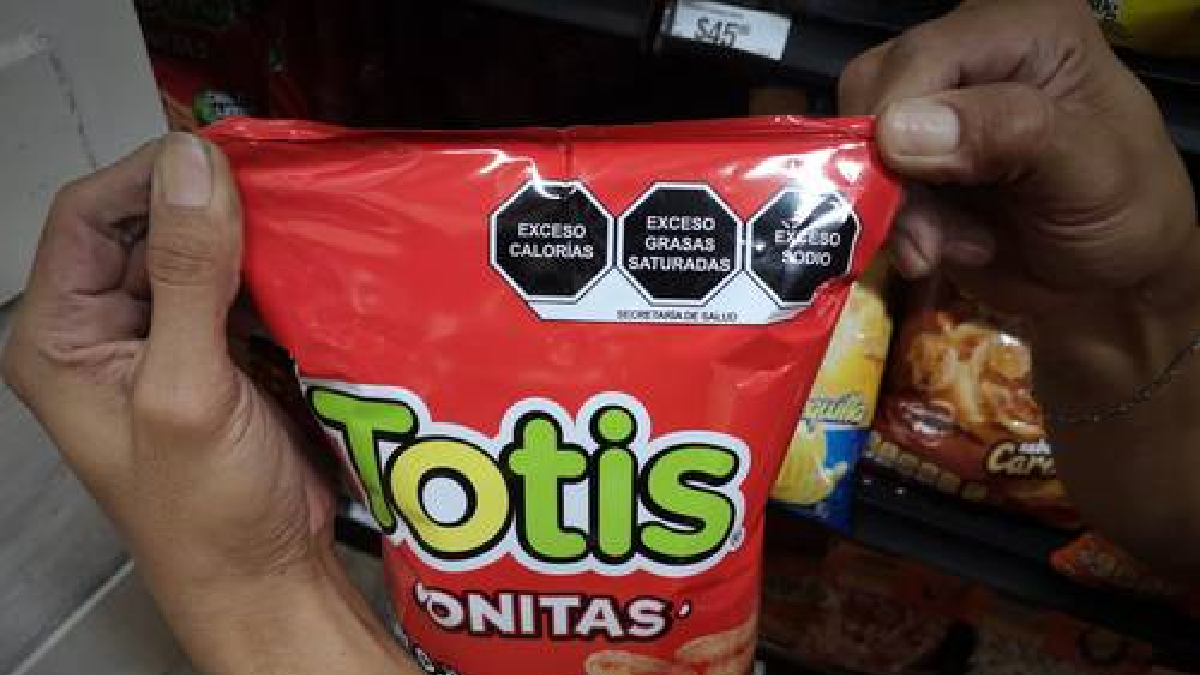 $45
EXCESO
CALORÍAS
EXCESO
GRASAS
SATURADAS
EXCESO
SODIO
SECRETARÍA DE SALUD
Totis
ONITAS